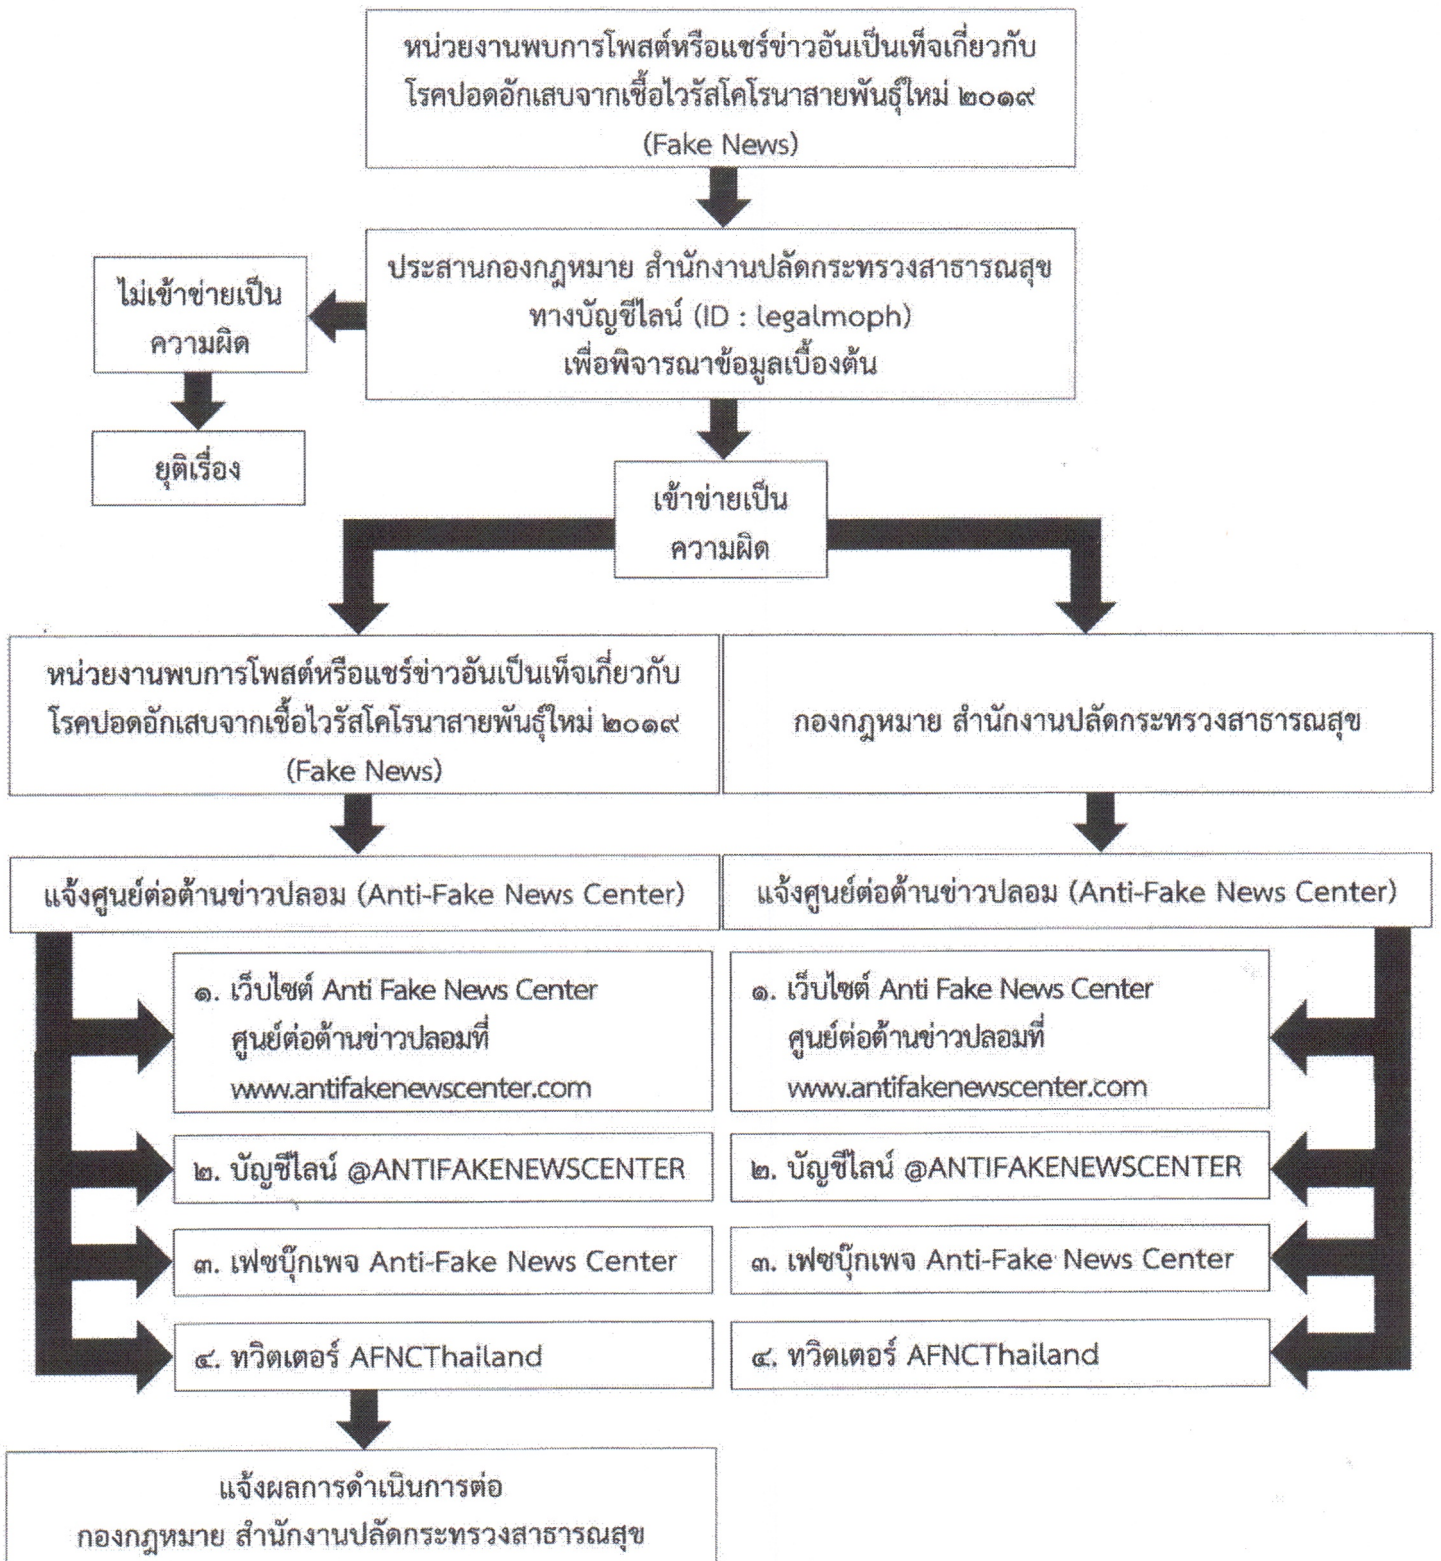 หน่วยงานพบการโพสต์หรือแชร์ข่าวอันเป็นเท็จเกี่ยวกับ
โรคปอดอักเสบจากเชื้อไวรัสโคโรนาสายพันธุ์ใหม่ ๒๐๑๙
(Fake News)
ประสานกองกฎหมาย สำนักงานปลัดกระทรวงสาธารณสุข
ทางบัญชีไลน์ (ID : legalmoph)
เพื่อพิจารณาข้อมูลเบื้องต้น
ไม่เข้าข่ายเป็น
ความผิด
ยุติเรื่อง
เข้าข่ายเป็น
ความผิด
หน่วยงานพบการโพสต์หรือแชร์ข่าวอันเป็นเท็จเกี่ยวกับ
โรคปอดอักเสบจากเชื้อไวรัสโคโรนาสายพันธุ์ใหม่ ๒๐๑๙
(Fake News)
กองกฎหมาย สำนักงานปลัดกระทรวงสาธารณสุข
แจ้งศูนย์ต่อต้านข่าวปลอม (Anti-Fake News Center)
แจ้งศูนย์ต่อต้านข่าวปลอม (Anti-Fake News Center)
๑. เว็บไซต์ Anti Fake News Center
ศูนย์ต่อต้านข่าวปลอมที่
www.antifakenewscenter.com
๒. บัญชีไลน์ @ANTIFAKENEWSCENTER
๓. เฟซบุ๊กเพจ Anti-Fake News Center
๔. ทวิตเตอร์ AFNCThailand
๑. เว็บไซต์ Anti Fake News Center
ศูนย์ต่อต้านข่าวปลอมที่
www.antifakenewscenter.com
๒. บัญชีไลน์ @ANTIFAKENEWSCENTER
๓. เฟซบุ๊กเพจ Anti-Fake News Center
๔. ทวิตเตอร์ AFNCThailand
แจ้งผลการดำเนินการต่อ
กองกฎหมาย สำนักงานปลัดกระทรวงสาธารณสุข